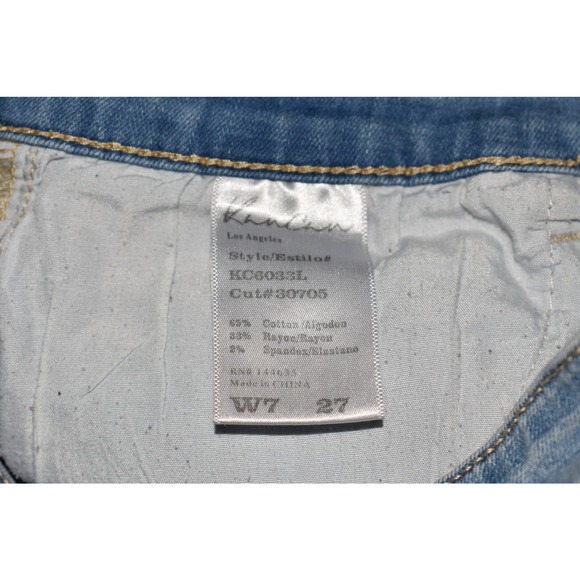 KanCan
Los Angeles
Style/Estilo#
KC6033L
Cut#30705
65% Cotton/Algodon
33% Rayon/Rayon
2% Spandex/Elastano
RN# 144635
Made in CHINA
W7 27